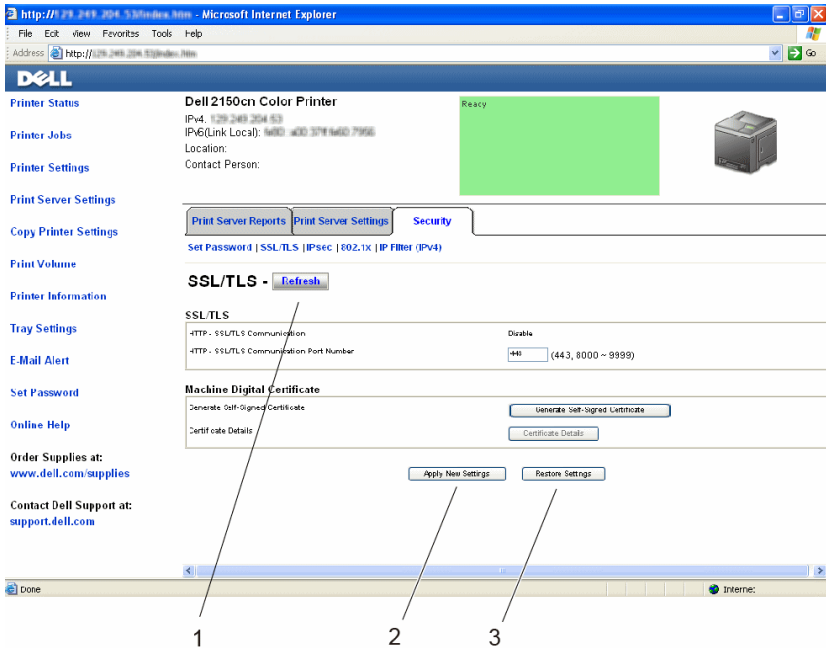 http:// - Microsoft Internet Explorer
File Edit View Favorites Tools Help
Address http:// Go
DELL
Printer Status
Printer Jobs
Printer Settings
Print Server Settings
Copy Printer Settings
Print Volume
Printer Information
Tray Settings
E-Mail Alert
Set Password
Online Help
Order Supplies at:
www.dell.com/supplies
Contact Dell Support at:
support.dell.com
Dell 2150cn Color Printer
IPv4:
IPv6(Link Local):
Location:
Contact Person:
Ready
Print Server Reports Print Server Settings Security
Set Password | SSL/TLS | IPsec | 802.1X | IP Filter (IPv4)
SSL/TLS - Refresh
SSL/TLS
HTTP - SSL/TLS Communication Disable
HTTP - SSL/TLS Communication Port Number (443, 8000 ~ 9999)
Machine Digital Certificate
Generate Self-Signed Certificate Generate Self-Signed Certificate
Certificate Details Certificate Details
Apply New Settings Restore Settings
Done Internet
1 2 3